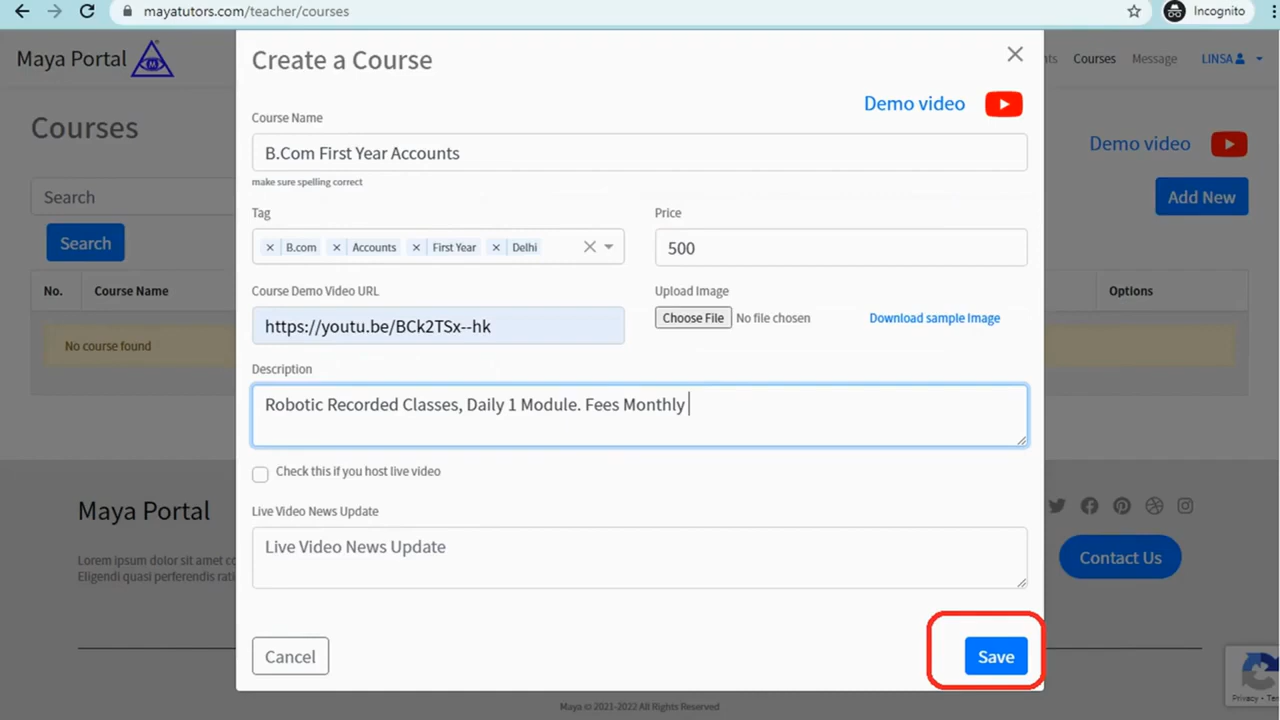 mayatutors.com/teacher/courses
Incognito
Maya Portal
Courses
Message
LINSA
Courses
Demo video
Search
Add New
Search
No.
Course Name
Options
No course found
Create a Course
Demo video
Course Name
B.Com First Year Accounts
make sure spelling correct
Tag
Price
B.com
Accounts
First Year
Delhi
500
Course Demo Video URL
Upload Image
https://youtu.be/BCk2TSx--hk
Choose File No file chosen
Download sample Image
Description
Robotic Recorded Classes, Daily 1 Module. Fees Monthly
Check this if you host live video
Live Video News Update
Live Video News Update
Cancel
Save
Maya Portal
Lorem ipsum dolor sit amet
Eligendi quasi perferendis
Contact Us
Maya © 2021-2022 All Rights Reserved
Privacy